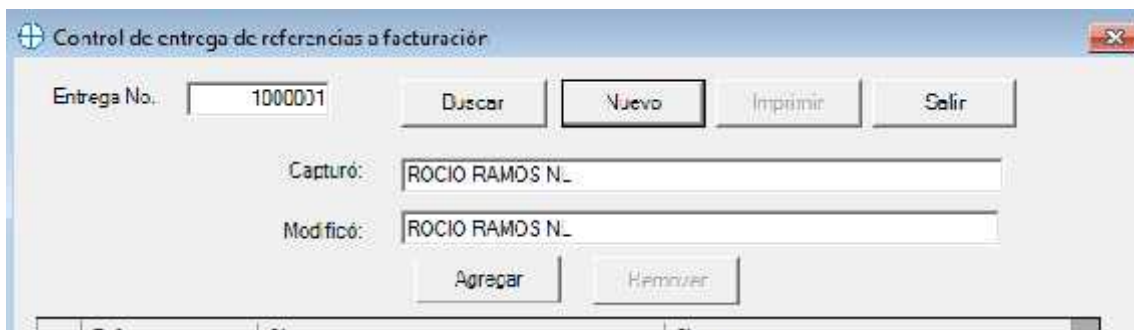 Control de entrega de referencias a facturación
Entrega No. 1000001 Buscar Nuevo Imprimir Salir
Capturó: ROCIO RAMOS NL
Modificó: ROCIO RAMOS NL
Agregar Remover